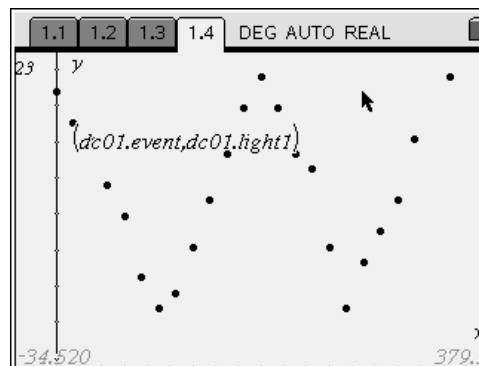 1.1 1.2 1.3 1.4 DEG AUTO REAL
23 y
(dc01.event,dc01.light1)
x
-34.520 379.